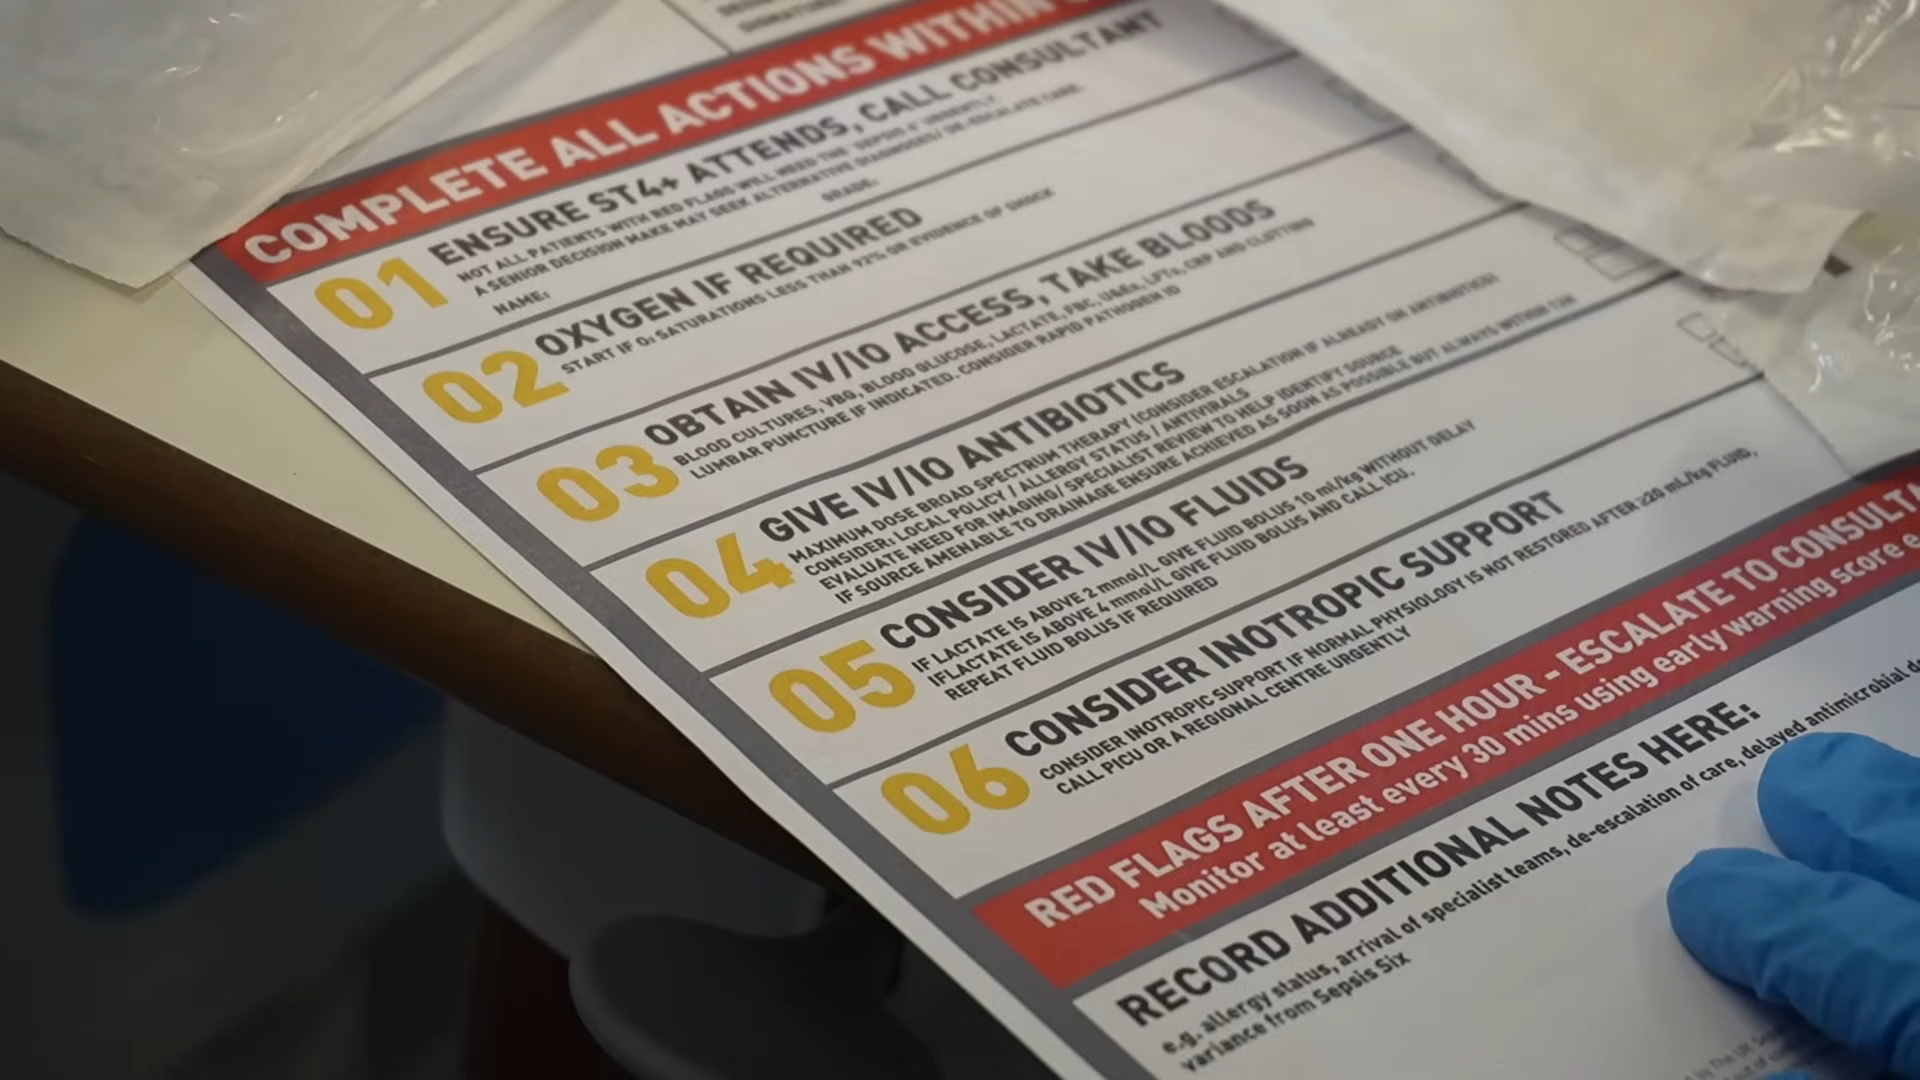 COMPLETE ALL ACTIONS WITHIN
01 ENSURE ST4+ ATTENDS, CALL CONSULTANT
NOT ALL PATIENTS WITH RED FLAGS WILL NEED THE 'SEPSIS 6' URGENTLY.
A SENIOR DECISION MAKE MAY SEEK ALTERNATIVE DIAGNOSES/ DE-ESCALATE CARE.
NAME: GRADE:
02 OXYGEN IF REQUIRED
START IF O₂ SATURATIONS LESS THAN 92% OR EVIDENCE OF SHOCK
03 OBTAIN IV/IO ACCESS, TAKE BLOODS
BLOOD CULTURES, VBG, BLOOD GLUCOSE, LACTATE, FBC, U&Es, LFTs, CRP AND CLOTTING
LUMBAR PUNCTURE IF INDICATED. CONSIDER RAPID PATHOGEN ID
04 GIVE IV/IO ANTIBIOTICS
MAXIMUM DOSE BROAD SPECTRUM THERAPY (CONSIDER ESCALATION IF ALREADY ON ANTIBIOTICS)
CONSIDER: LOCAL POLICY / ALLERGY STATUS / ANTIVIRALS
EVALUATE NEED FOR IMAGING/ SPECIALIST REVIEW TO HELP IDENTIFY SOURCE
IF SOURCE AMENABLE TO DRAINAGE ENSURE ACHIEVED AS SOON AS POSSIBLE BUT ALWAYS WITHIN 12H
05 CONSIDER IV/IO FLUIDS
IF LACTATE IS ABOVE 2 mmol/L GIVE FLUID BOLUS 10 ml/kg WITHOUT DELAY
IFLACTATE IS ABOVE 4 mmol/L GIVE FLUID BOLUS AND CALL ICU.
REPEAT FLUID BOLUS IF REQUIRED
06 CONSIDER INOTROPIC SUPPORT
CONSIDER INOTROPIC SUPPORT IF NORMAL PHYSIOLOGY IS NOT RESTORED AFTER ≥20 mL/kg FLUID,
CALL PICU OR A REGIONAL CENTRE URGENTLY
RED FLAGS AFTER ONE HOUR - ESCALATE TO CONSULTA
Monitor at least every 30 mins using early warning score e
RECORD ADDITIONAL NOTES HERE:
e.g. allergy status, arrival of specialist teams, de-escalation of care, delayed antimicrobial
variance from Sepsis Six